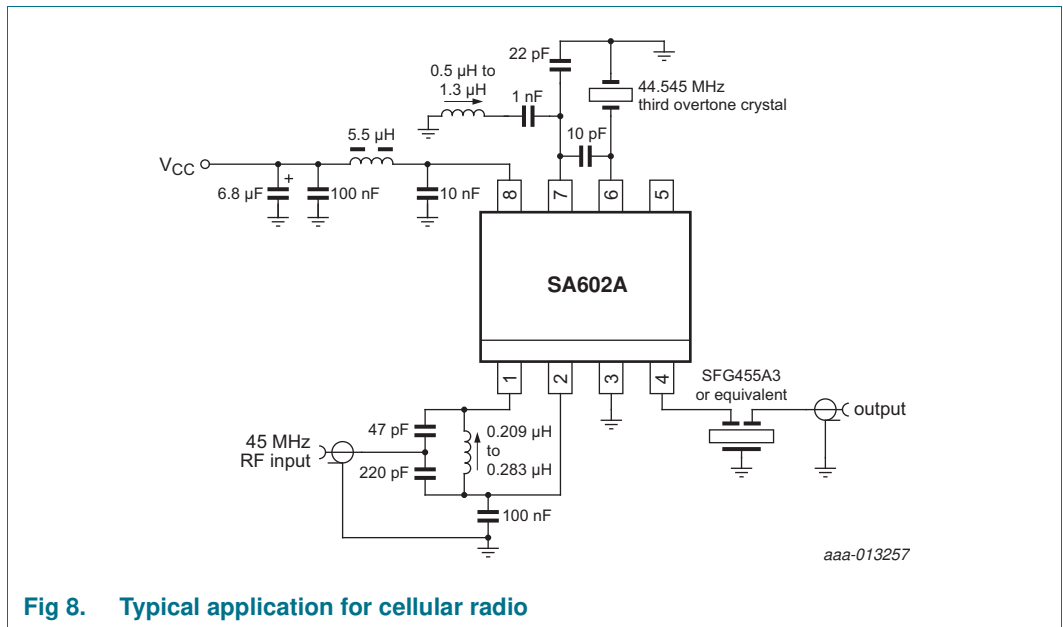 22 pF
0.5 µH to
1.3 µH
1 nF
44.545 MHz
third overtone crystal
5.5 µH
10 pF
VCC
6.8 µF
+
100 nF
10 nF
8
7
6
5
SA602A
1
2
3
4
SFG455A3
or equivalent
output
47 pF
0.209 µH
to
0.283 µH
45 MHz
RF input
220 pF
100 nF
aaa-013257
Fig 8. Typical application for cellular radio